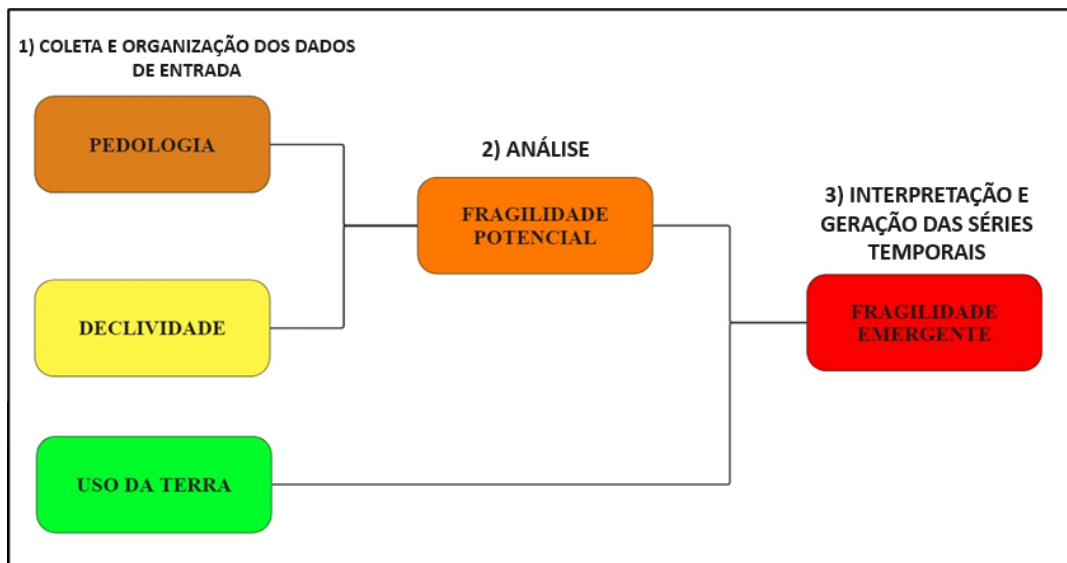 1) COLETA E ORGANIZAÇÃO DOS DADOS
DE ENTRADA
PEDOLOGIA
DECLIVIDADE
USO DA TERRA
2) ANÁLISE
FRAGILIDADE
POTENCIAL
3) INTERPRETAÇÃO E
GERAÇÃO DAS SÉRIES
TEMPORAIS
FRAGILIDADE
EMERGENTE